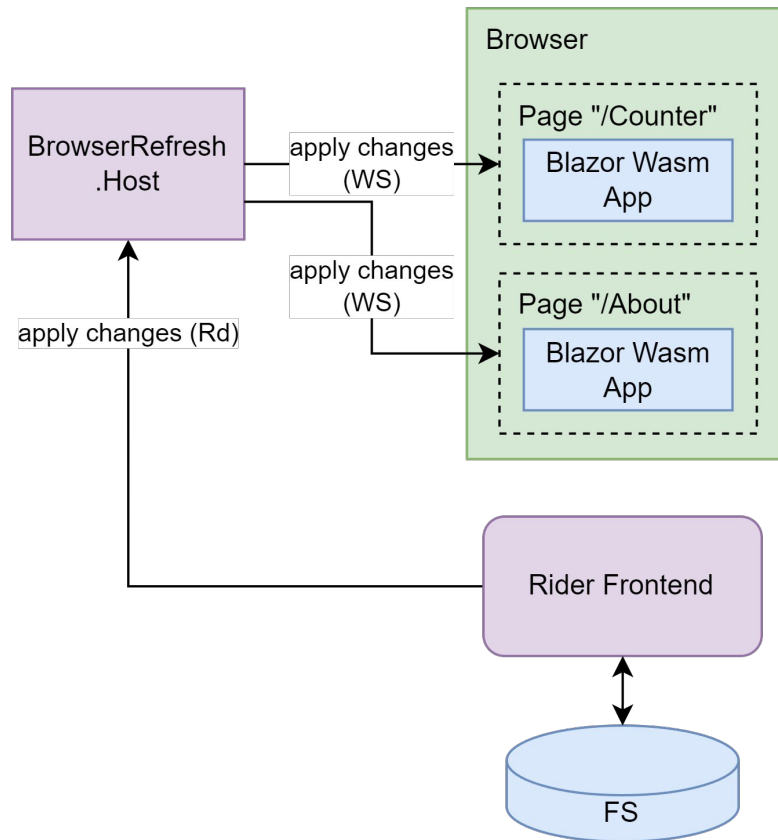 Browser
Page "/Counter"
Blazor Wasm
App
BrowserRefresh
.Host
apply changes
(WS)
apply changes
(WS)
Page "/About"
Blazor Wasm
App
apply changes (Rd)
Rider Frontend
FS